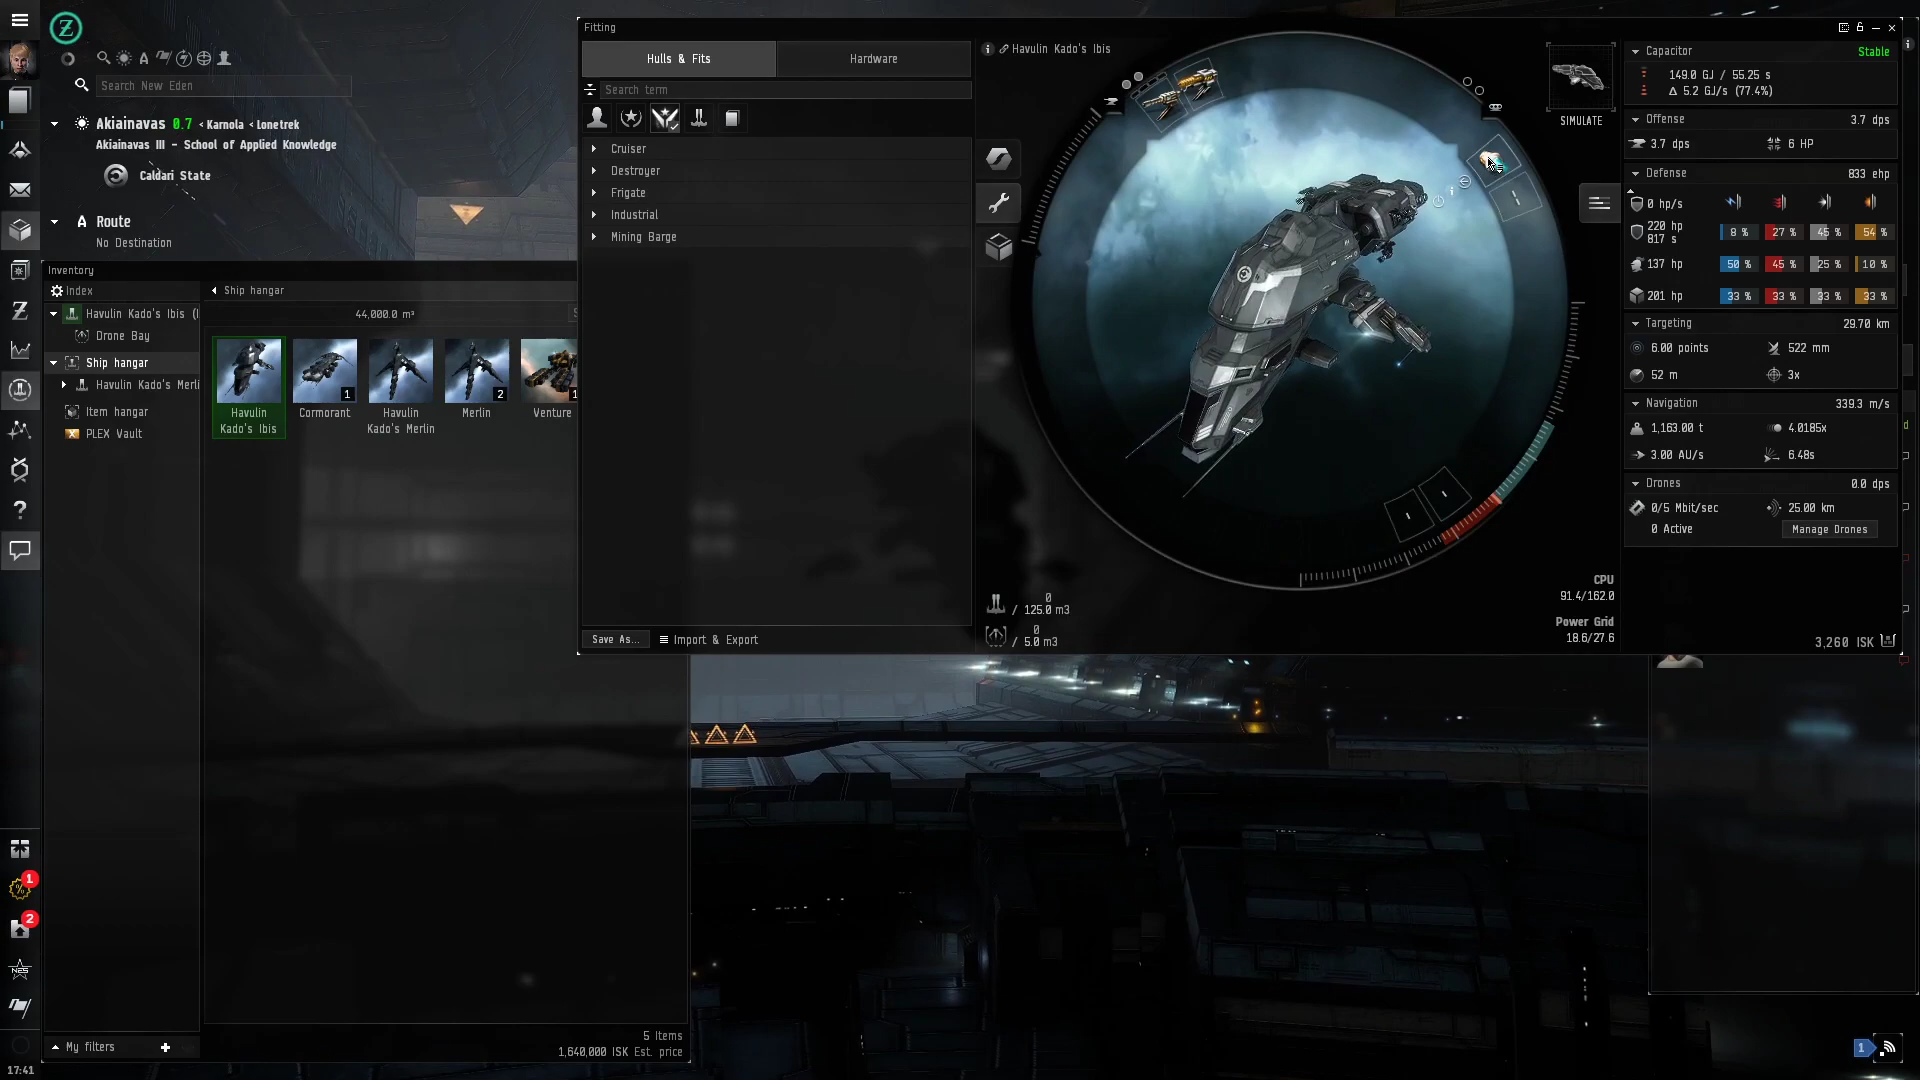 Fitting
Hulls & Fits
Hardware
Search term
Cruiser
Destroyer
Frigate
Industrial
Mining Barge
Save As...
Import & Export
Havulin Kado's Ibis
SIMULATE
0
/ 125.0 m3
0
/ 5.0 m3
CPU
91.4/162.0
Power Grid
18.6/27.6
Capacitor
Stable
149.0 GJ / 55.25 s
Δ 5.2 GJ/s (77.4%)
Offense
3.7 dps
3.7 dps
6 HP
Defense
833 ehp
0 hp/s
220 hp
817 s
8 %
27 %
45 %
54 %
137 hp
50 %
45 %
25 %
10 %
201 hp
33 %
33 %
33 %
33 %
Targeting
29.70 km
6.00 points
522 mm
52 m
3x
Navigation
339.3 m/s
1,163.00 t
4.0185x
3.00 AU/s
6.48s
Drones
0.0 dps
0/5 Mbit/sec
25.00 km
0 Active
Manage Drones
3,260 ISK
Search New Eden
Akiainavas 0.7 < Karnola < Lonetrek
Akiainavas III - School of Applied Knowledge
Caldari State
Route
No Destination
Inventory
Index
Havulin Kado's Ibis (
Drone Bay
Ship hangar
Havulin Kado's Merli
Item hangar
PLEX Vault
Ship hangar
44,000.0 m³
Havulin
Kado's Ibis
1
Cormorant
Havulin
Kado's Merlin
2
Merlin
1
Venture
My filters
+
5 Items
1,640,000 ISK Est. price
1
2
NES
17:41
1